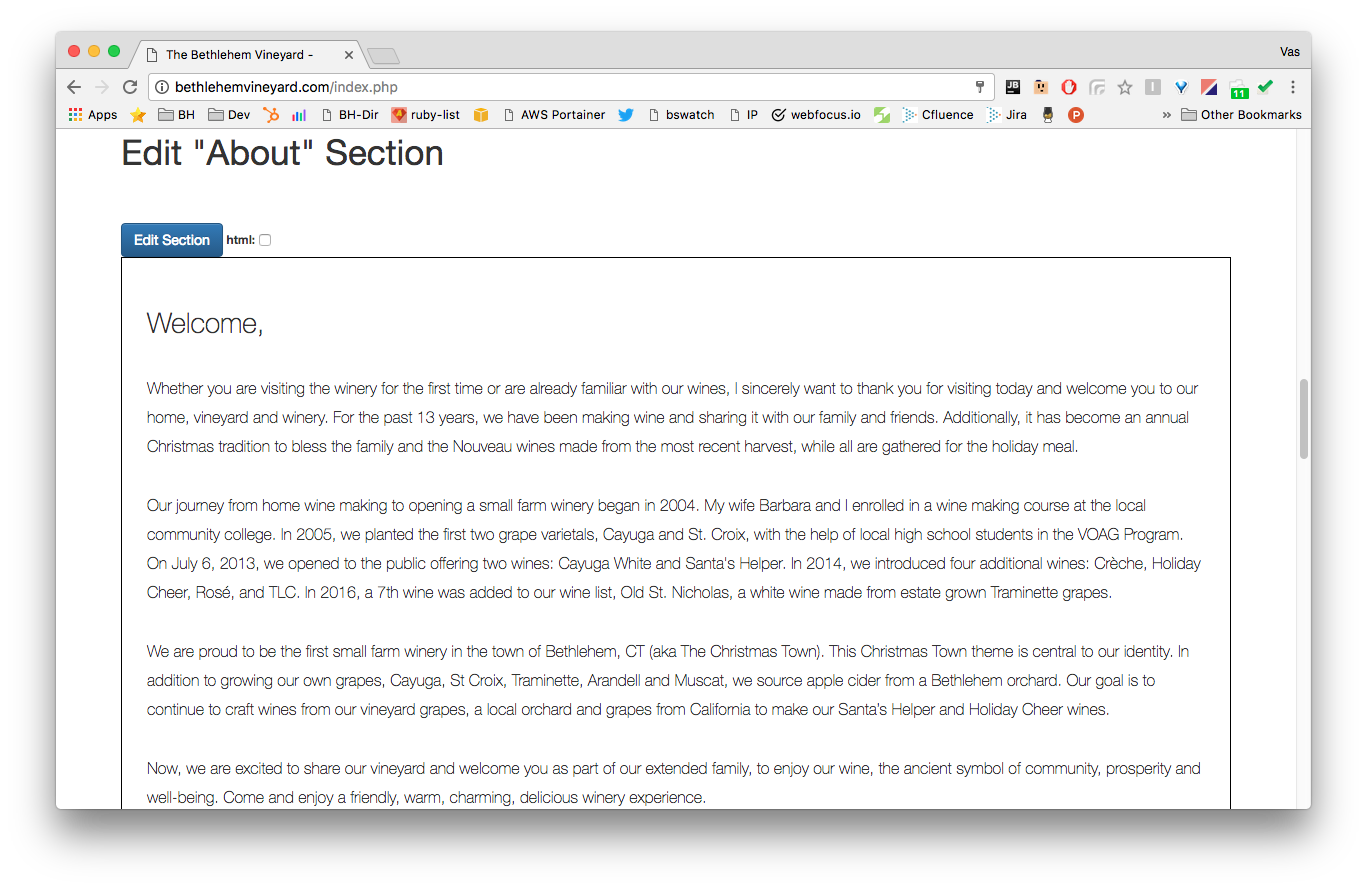 The Bethlehem Vineyard -
Vas
bethlehemvineyard.com/index.php
JB
11
Apps
BH
Dev
BH-Dir
ruby-list
AWS Portainer
bswatch
IP
webfocus.io
Cfluence
Jira
P
» Other Bookmarks
Edit "About" Section
Edit Section html:
Welcome,
Whether you are visiting the winery for the first time or are already familiar with our wines, I sincerely want to thank you for visiting today and welcome you to our
home, vineyard and winery. For the past 13 years, we have been making wine and sharing it with our family and friends. Additionally, it has become an annual
Christmas tradition to bless the family and the Nouveau wines made from the most recent harvest, while all are gathered for the holiday meal.
Our journey from home wine making to opening a small farm winery began in 2004. My wife Barbara and I enrolled in a wine making course at the local
community college. In 2005, we planted the first two grape varietals, Cayuga and St. Croix, with the help of local high school students in the VOAG Program.
On July 6, 2013, we opened to the public offering two wines: Cayuga White and Santa's Helper. In 2014, we introduced four additional wines: Crèche, Holiday
Cheer, Rosé, and TLC. In 2016, a 7th wine was added to our wine list, Old St. Nicholas, a white wine made from estate grown Traminette grapes.
We are proud to be the first small farm winery in the town of Bethlehem, CT (aka The Christmas Town). This Christmas Town theme is central to our identity. In
addition to growing our own grapes, Cayuga, St Croix, Traminette, Arandell and Muscat, we source apple cider from a Bethlehem orchard. Our goal is to
continue to craft wines from our vineyard grapes, a local orchard and grapes from California to make our Santa's Helper and Holiday Cheer wines.
Now, we are excited to share our vineyard and welcome you as part of our extended family, to enjoy our wine, the ancient symbol of community, prosperity and
well-being. Come and enjoy a friendly, warm, charming, delicious winery experience.